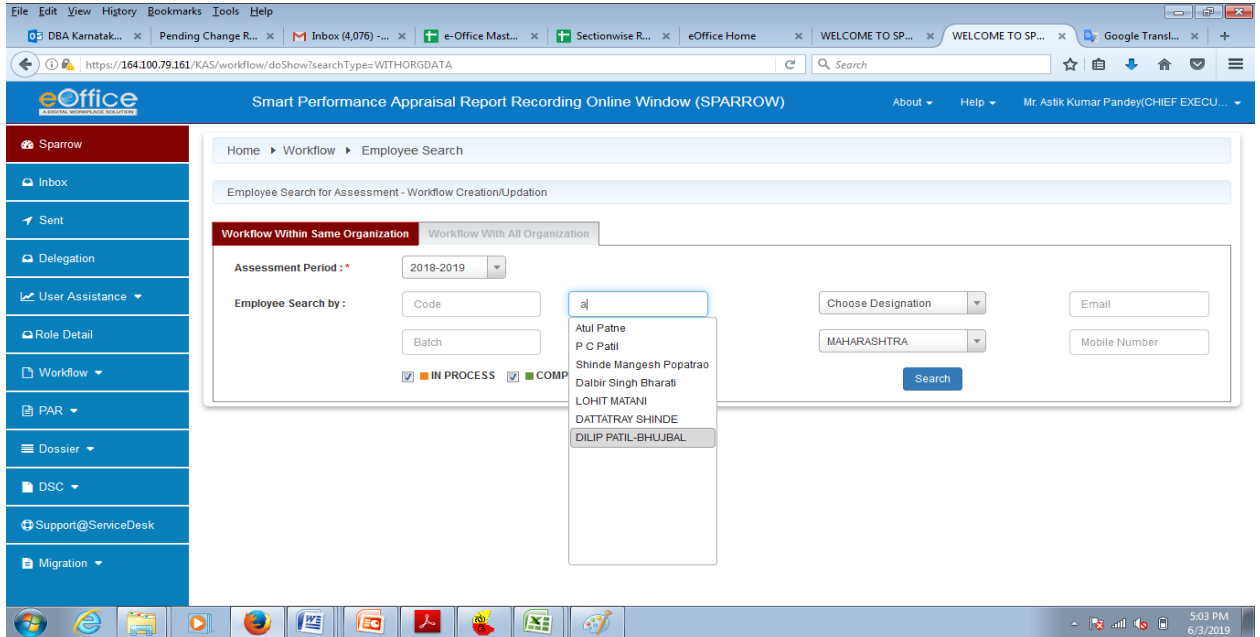 File Edit View History Bookmarks Tools Help
DBA Karnatak... × Pending Change R... × Inbox (4,076) -... × e-Office Mast... × Sectionwise R... × eOffice Home × WELCOME TO SP... × WELCOME TO SP... × Google Transl... × +
https://164.100.79.161/KAS/workflow/doShow?searchType=WITHORGDATA Search
eOffice
A DIGITAL WORKPLACE SOLUTION
Smart Performance Appraisal Report Recording Online Window (SPARROW) About Help Mr. Astik Kumar Pandey(CHIEF EXECU...
Sparrow
Inbox
Sent
Delegation
User Assistance
Role Detail
Workflow
PAR
Dossier
DSC
Support@ServiceDesk
Migration
Home Workflow Employee Search
Employee Search for Assessment - Workflow Creation/Updation
Workflow Within Same Organization Workflow With All Organization
Assessment Period :* 2018-2019
Employee Search by : Code a Choose Designation Email
Batch MAHARASHTRA Mobile Number
IN PROCESS COMP
Search
Atul Patne
P C Patil
Shinde Mangesh Popatrao
Dalbir Singh Bharati
LOHIT MATANI
DATTATRAY SHINDE
DILIP PATIL-BHUJBAL
5:03 PM
6/3/2019